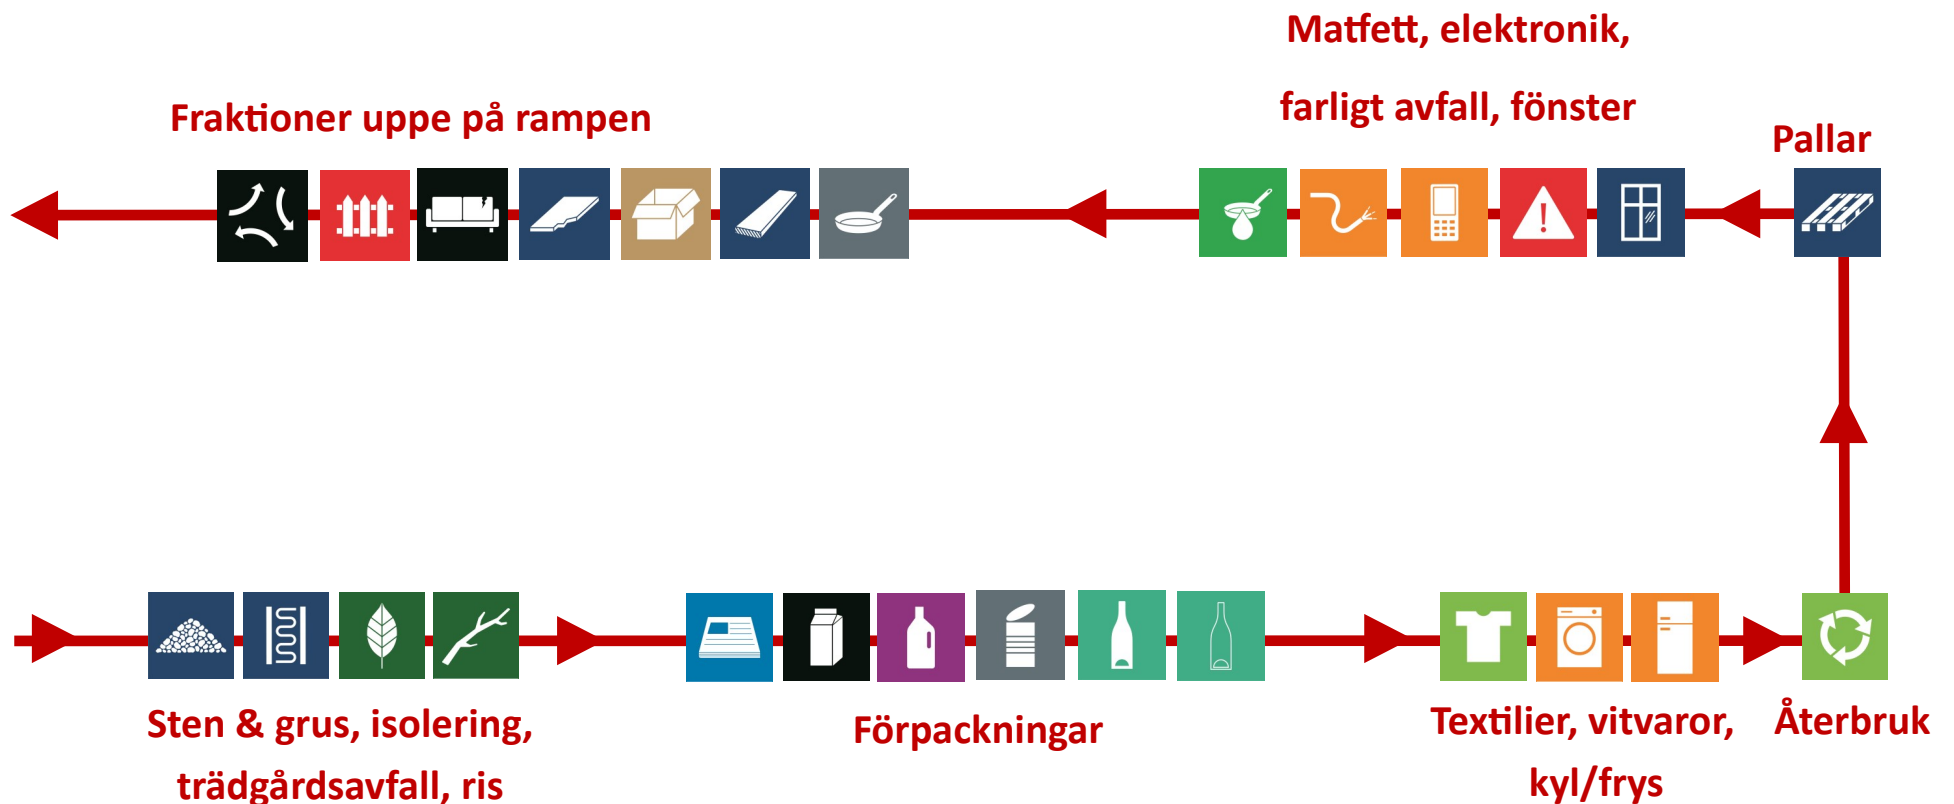 Matfett, elektronik,
farligt avfall, fönster
Fraktioner uppe på rampen
Pallar
Sten & grus, isolering,
trädgårdsavfall, ris
Förpackningar
Textilier, vitvaror,
kyl/frys
Återbruk